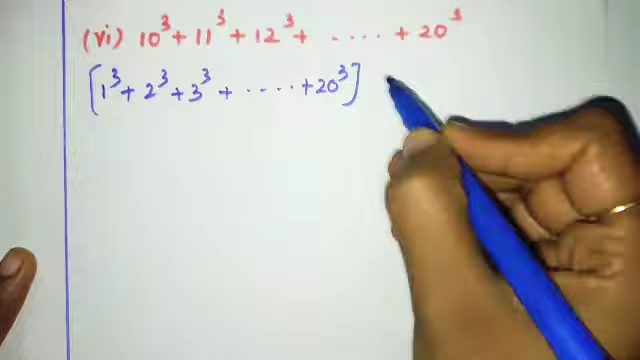 (vi) 10³ + 11³ + 12³ + ..... + 20³
[1³ + 2³ + 3³ + ..... + 20³]